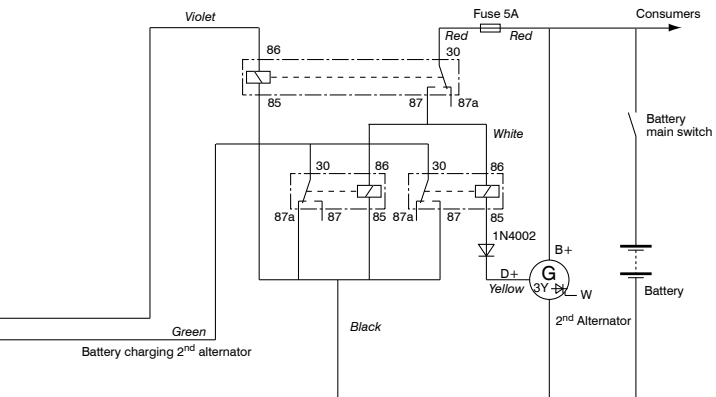 Violet
Fuse 5A
Consumers
Red
Red
86
30
85
87
87a
White
Battery
main switch
30
86
30
86
87a
87
85
87a
87
85
1N4002
B+
D+
G
3Y
W
Yellow
Battery
2nd Alternator
Green
Black
Battery charging 2nd alternator